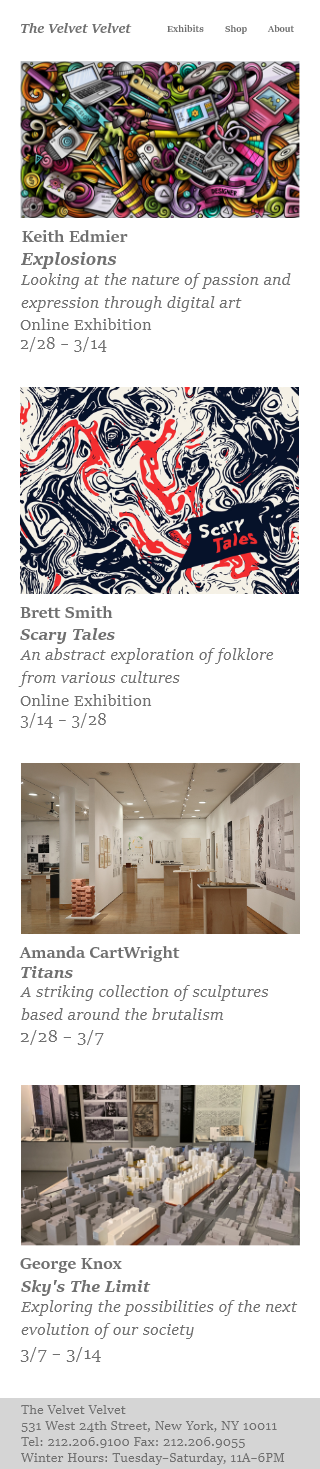 The Velvet Velvet Exhibits Shop About
DESIGNER
Keith Edmier
Explosions
Looking at the nature of passion and
expression through digital art
Online Exhibition
2/28 – 3/14
Scary
Tales
Brett Smith
Scary Tales
An abstract exploration of folklore
from various cultures
Online Exhibition
3/14 – 3/28
Amanda CartWright
Titans
A striking collection of sculptures
based around the brutalism
2/28 – 3/7
George Knox
Sky's The Limit
Exploring the possibilities of the next
evolution of our society
3/7 – 3/14
The Velvet Velvet
531 West 24th Street, New York, NY 10011
Tel: 212.206.9100 Fax: 212.206.9055
Winter Hours: Tuesday–Saturday, 11A–6PM